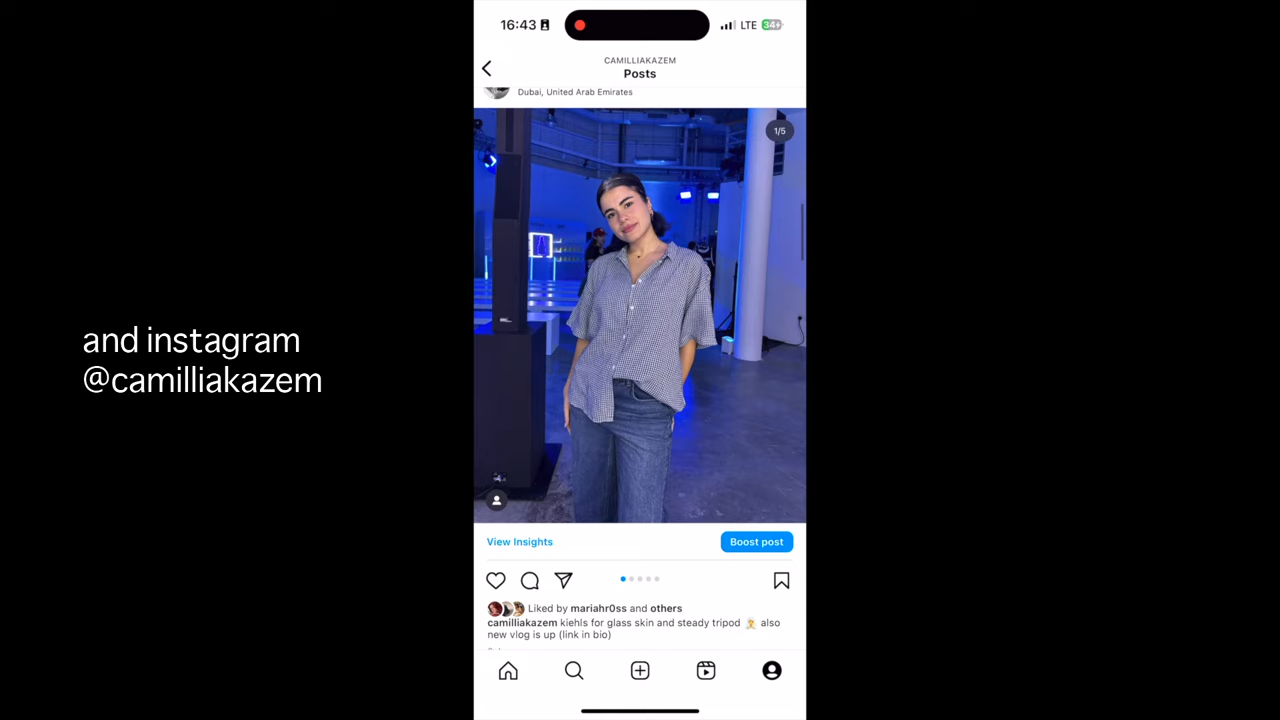 16:43
LTE
34+
CAMILLIAKAZEM
Posts
Dubai, United Arab Emirates
1/5
and instagram
@camilliakazem
View Insights
Boost post
Liked by mariahr0ss and others
camilliakazem kiehls for glass skin and steady tripod 🧖 also
new vlog is up (link in bio)